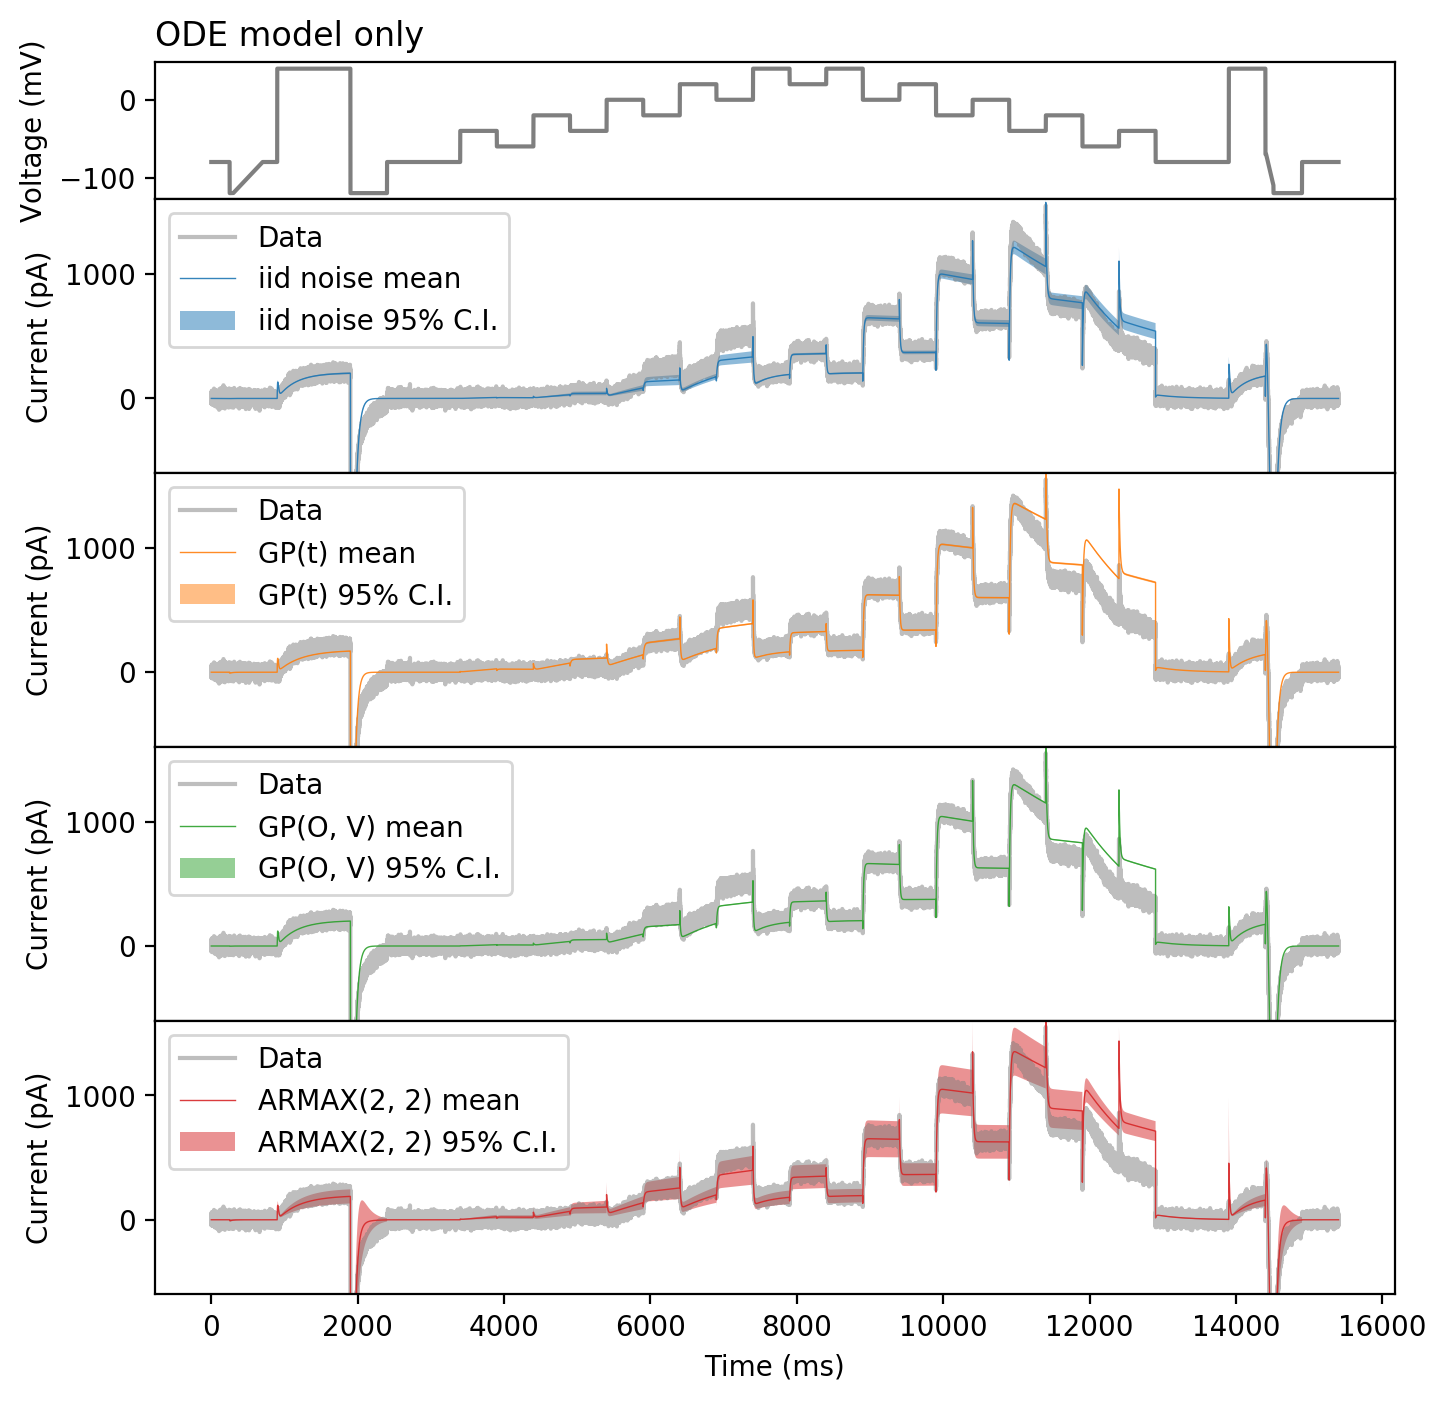 ODE model only
Voltage (mV)
0
−100
Current (pA)
1000
0
Data
iid noise mean
iid noise 95% C.I.
Current (pA)
1000
0
Data
GP(t) mean
GP(t) 95% C.I.
Current (pA)
1000
0
Data
GP(O, V) mean
GP(O, V) 95% C.I.
Current (pA)
1000
0
Data
ARMAX(2, 2) mean
ARMAX(2, 2) 95% C.I.
0 2000 4000 6000 8000 10000 12000 14000 16000
Time (ms)